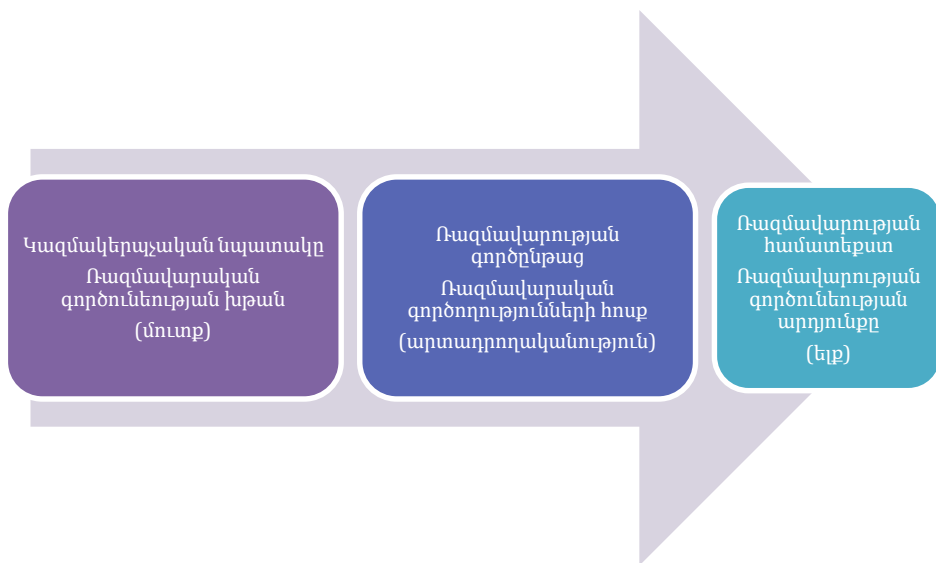 Կազմակերպչական նպատակը
Ռազմավարական
գործունեության խթան
(մուտք)
Ռազմավարության
գործընթաց
Ռազմավարական
գործողությունների հոսք
(արտադրողականություն)
Ռազմավարության
համատեքստ
Ռազմավարության
գործունեության
արդյունքը
(ելք)